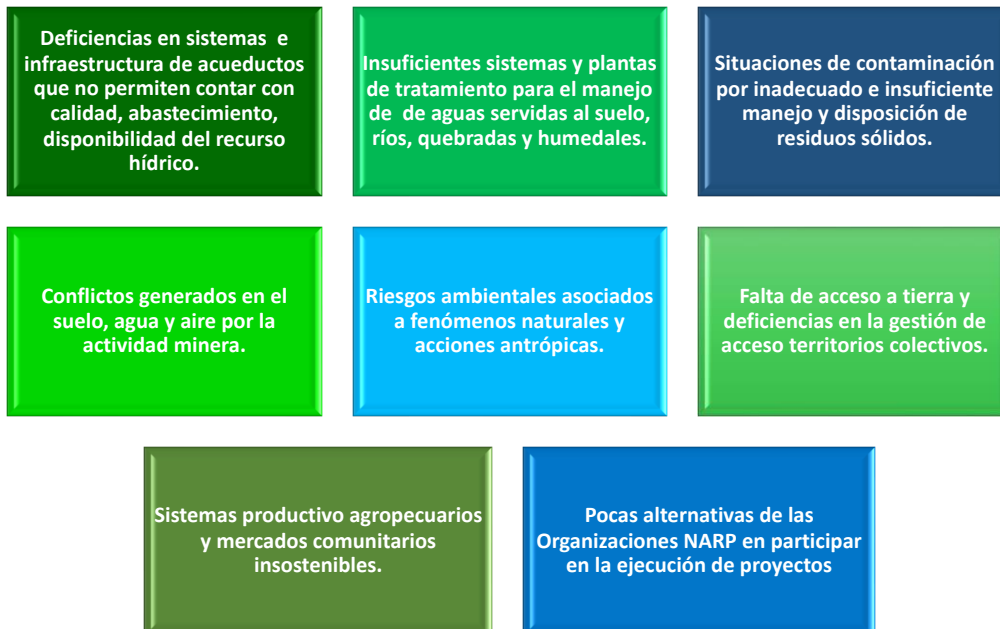 Deficiencias en sistemas e
infraestructura de acueductos
que no permiten contar con
calidad, abastecimiento,
disponibilidad del recurso
hídrico.
Insuficientes sistemas y plantas
de tratamiento para el manejo
de de aguas servidas al suelo,
ríos, quebradas y humedales.
Situaciones de contaminación
por inadecuado e insuficiente
manejo y disposición de
residuos sólidos.
Conflictos generados en el
suelo, agua y aire por la
actividad minera.
Riesgos ambientales asociados
a fenómenos naturales y
acciones antrópicas.
Falta de acceso a tierra y
deficiencias en la gestión de
acceso territorios colectivos.
Sistemas productivo agropecuarios
y mercados comunitarios
insostenibles.
Pocas alternativas de las
Organizaciones NARP en participar
en la ejecución de proyectos